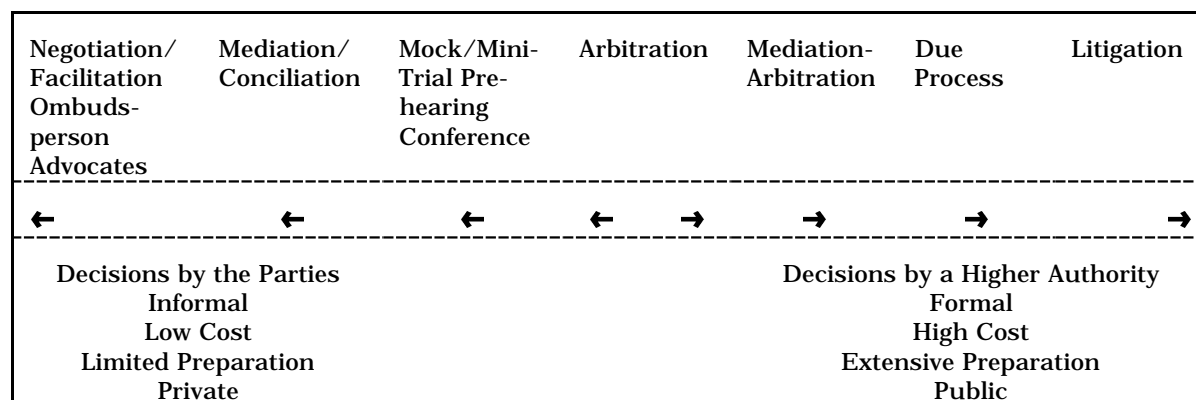 Negotiation/ Mediation/ Mock/Mini- Arbitration Mediation- Due Litigation
Facilitation Conciliation Trial Pre- Arbitration Process
Ombuds- hearing
person Conference
Advocates
← ← ← ← → → → →
Decisions by the Parties Decisions by a Higher Authority
Informal Formal
Low Cost High Cost
Limited Preparation Extensive Preparation
Private Public